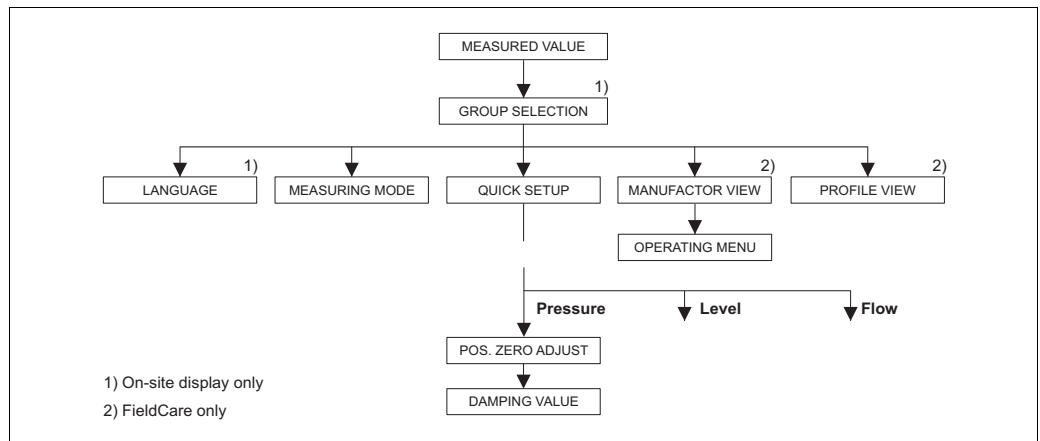 MEASURED VALUE
1)
GROUP SELECTION
1)
2)
2)
LANGUAGE
MEASURING MODE
QUICK SETUP
MANUFACTOR VIEW
PROFILE VIEW
OPERATING MENU
Pressure
Level
Flow
POS. ZERO ADJUST
1) On-site display only
DAMPING VALUE
2) FieldCare only